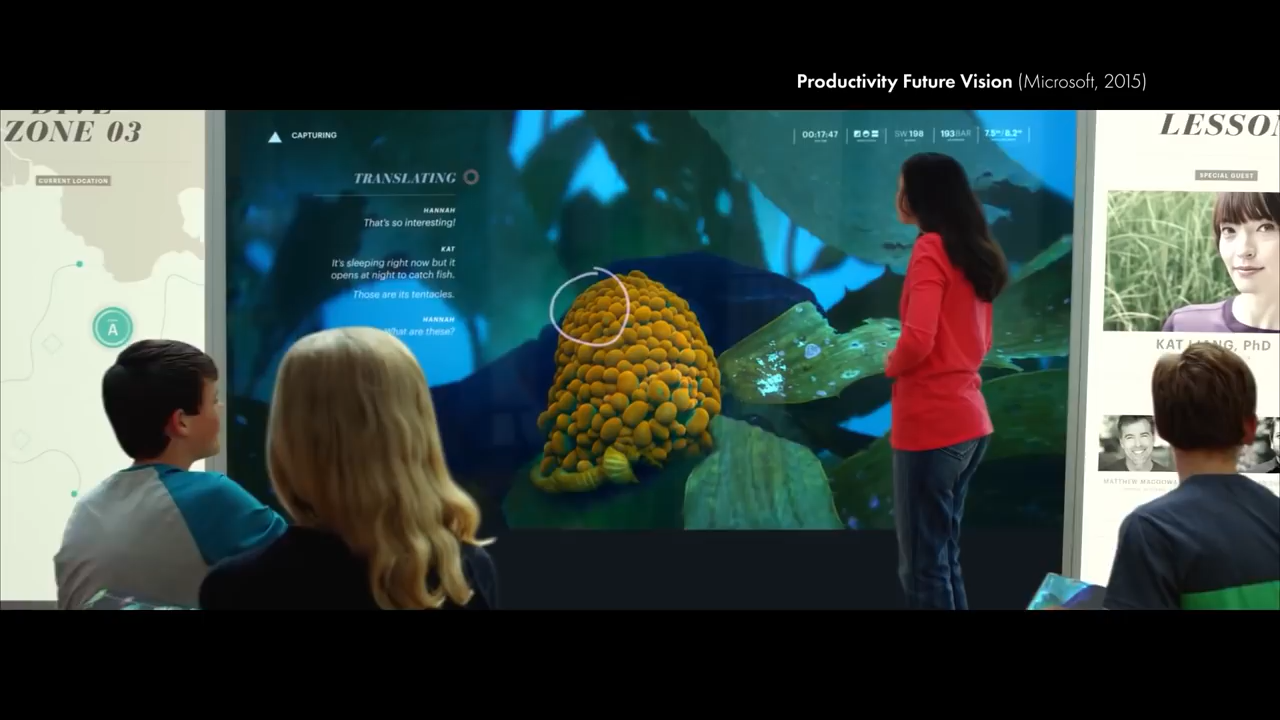 Productivity Future Vision (Microsoft, 2015)
DIVE
ZONE 03
CURRENT LOCATION
A
CAPTURING
TRANSLATING
HANNAH
That's so interesting!
KAT
It's sleeping right now but it
opens at night to catch fish.
Those are its tentacles.
HANNAH
What are these?
00:17:47
SW 198
193BAR
LESSON
SPECIAL GUEST
KAT LIANG, PhD
MATTHEW